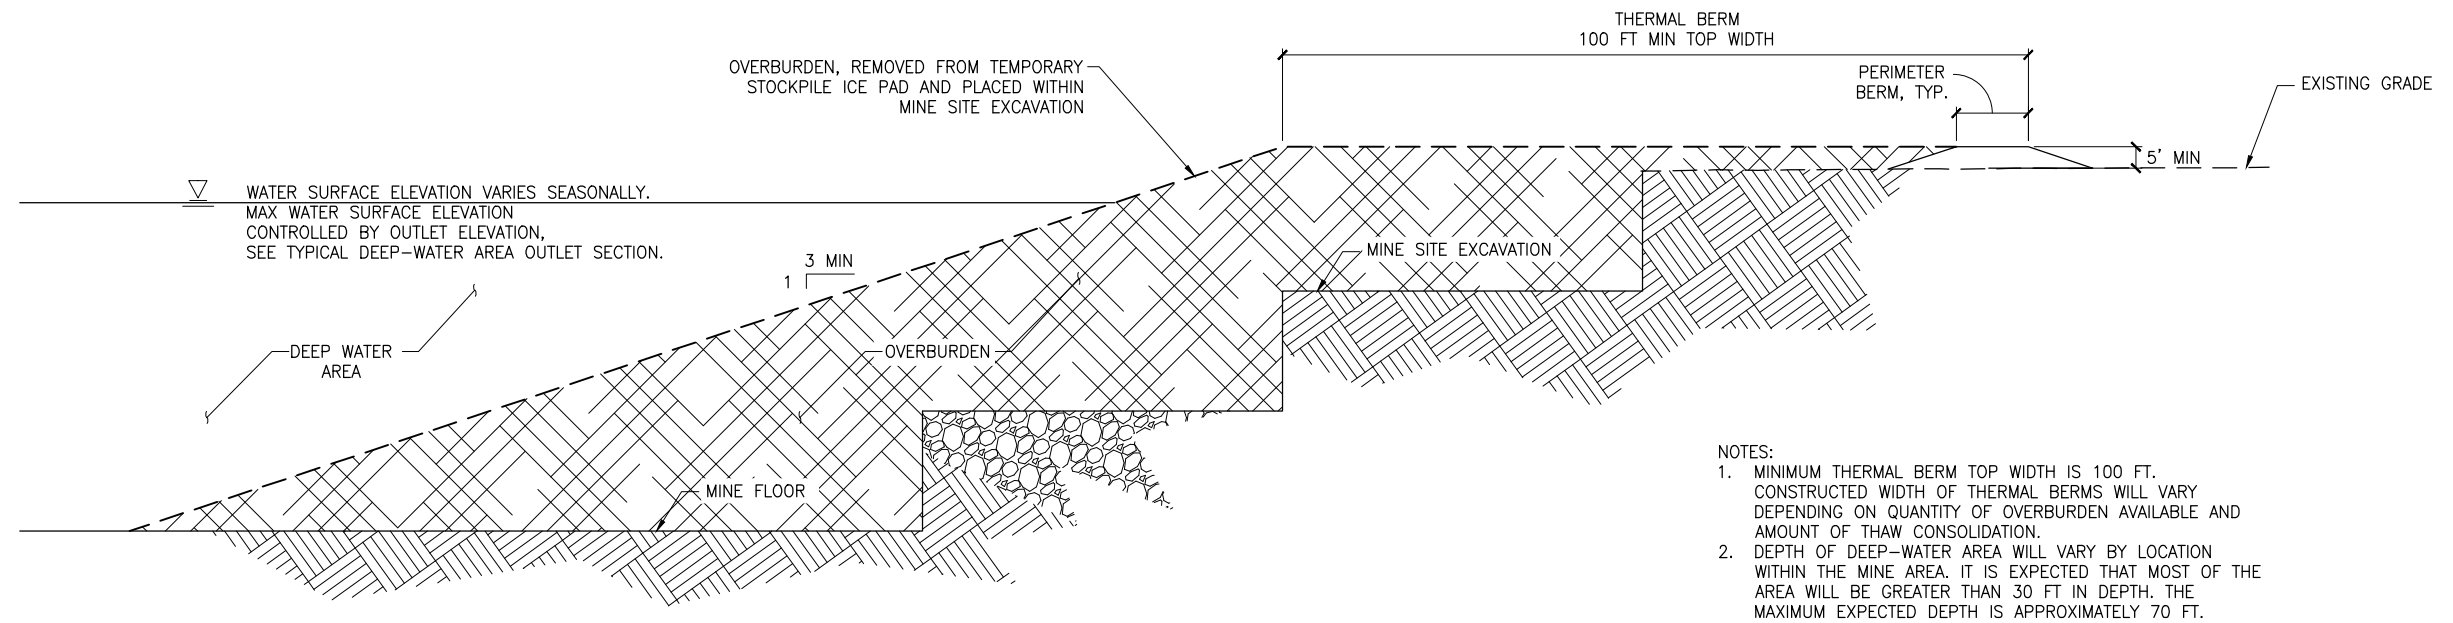 THERMAL BERM
100 FT MIN TOP WIDTH
OVERBURDEN, REMOVED FROM TEMPORARY
STOCKPILE ICE PAD AND PLACED WITHIN
MINE SITE EXCAVATION
PERIMETER
BERM, TYP.
EXISTING GRADE
5' MIN
WATER SURFACE ELEVATION VARIES SEASONALLY.
MAX WATER SURFACE ELEVATION
CONTROLLED BY OUTLET ELEVATION,
SEE TYPICAL DEEP-WATER AREA OUTLET SECTION.
3 MIN
1
MINE SITE EXCAVATION
DEEP WATER
AREA
OVERBURDEN
MINE FLOOR
NOTES:
1. MINIMUM THERMAL BERM TOP WIDTH IS 100 FT.
CONSTRUCTED WIDTH OF THERMAL BERMS WILL VARY
DEPENDING ON QUANTITY OF OVERBURDEN AVAILABLE AND
AMOUNT OF THAW CONSOLIDATION.
2. DEPTH OF DEEP-WATER AREA WILL VARY BY LOCATION
WITHIN THE MINE AREA. IT IS EXPECTED THAT MOST OF THE
AREA WILL BE GREATER THAN 30 FT IN DEPTH. THE
MAXIMUM EXPECTED DEPTH IS APPROXIMATELY 70 FT.